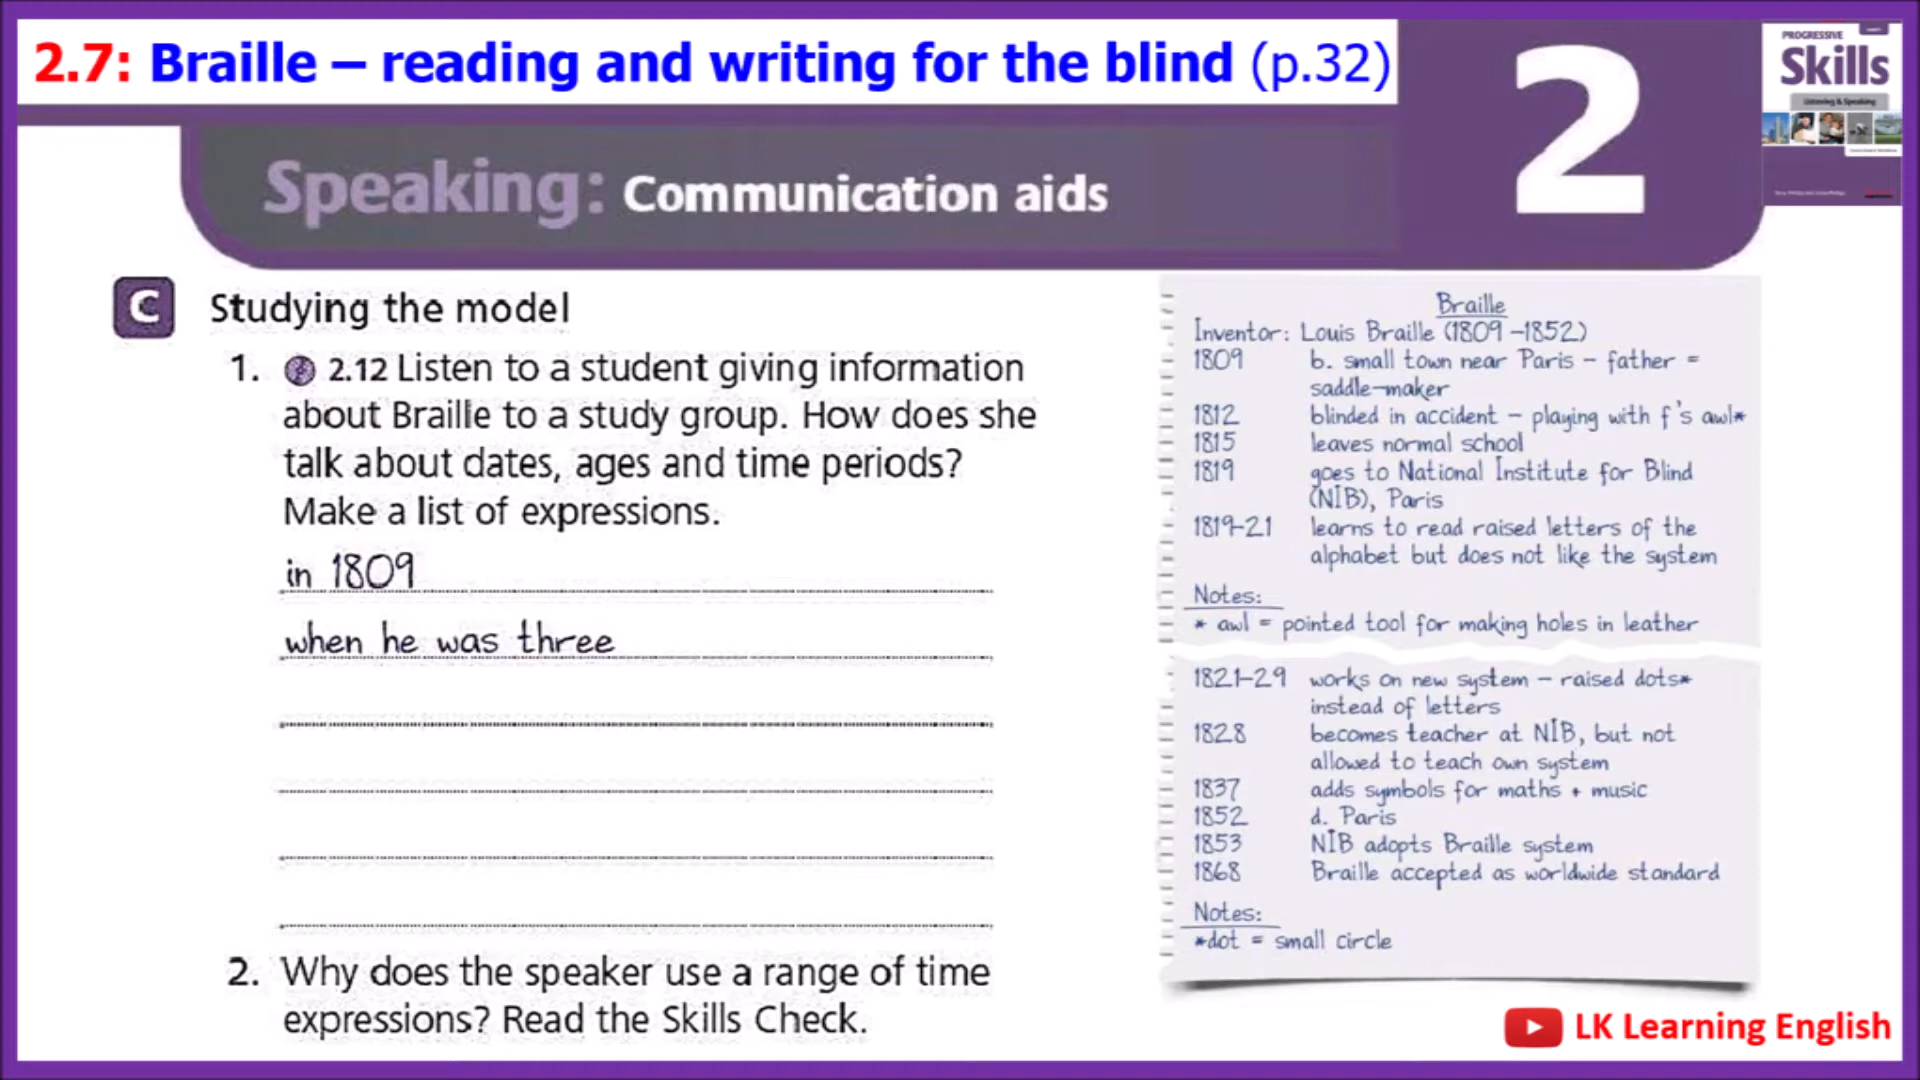 2.7: Braille – reading and writing for the blind (p.32)
2
PROGRESSIVE
Skills
Listening & Speaking
Speaking: Communication aids
C Studying the model
1. 2.12 Listen to a student giving information
about Braille to a study group. How does she
talk about dates, ages and time periods?
Make a list of expressions.
in 1809
when he was three
2. Why does the speaker use a range of time
expressions? Read the Skills Check.
Braille
Inventor: Louis Braille (1809–1852)
1809 b. small town near Paris – father =
saddle-maker
1812 blinded in accident – playing with f's awl*
1815 leaves normal school
1819 goes to National Institute for Blind
(NIB), Paris
1819–21 learns to read raised letters of the
alphabet but does not like the system
Notes:
* awl = pointed tool for making holes in leather
1821–29 works on new system – raised dots*
instead of letters
1828 becomes teacher at NIB, but not
allowed to teach own system
1837 adds symbols for maths + music
1852 d. Paris
1853 NIB adopts Braille system
1868 Braille accepted as worldwide standard
Notes:
*dot = small circle
LK Learning English